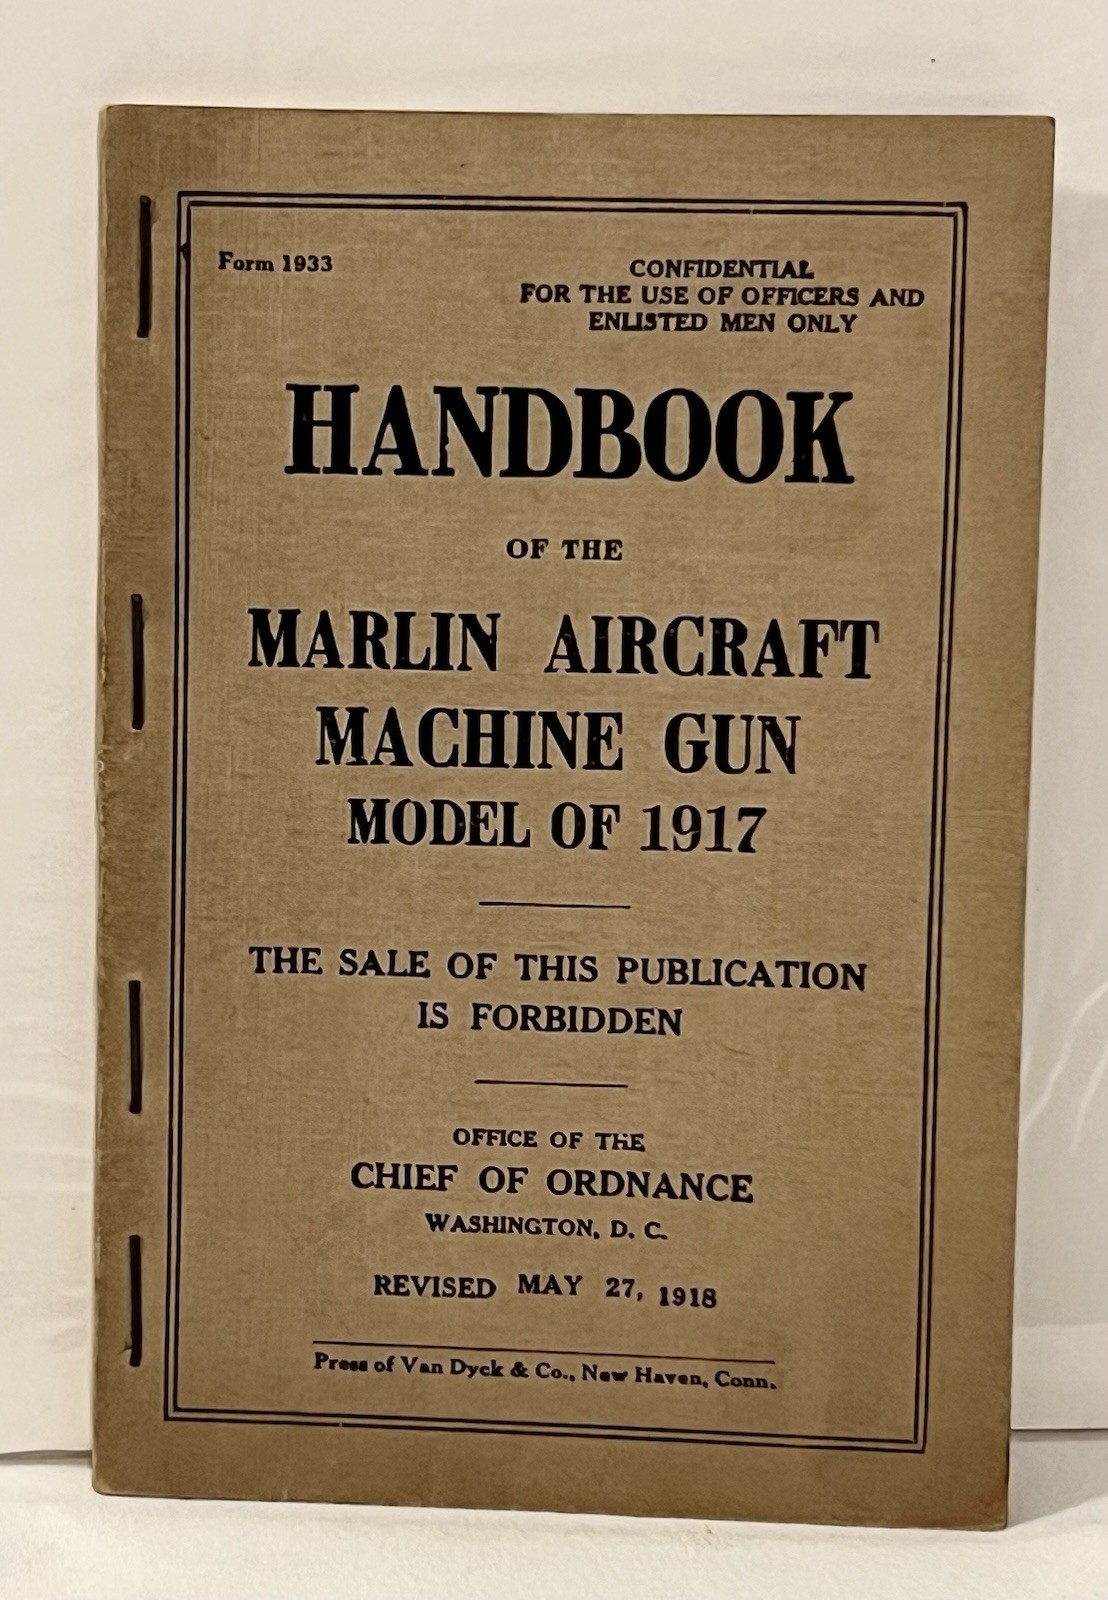 Form 1933
CONFIDENTIAL
FOR THE USE OF OFFICERS AND
ENLISTED MEN ONLY
HANDBOOK
OF THE
MARLIN AIRCRAFT
MACHINE GUN
MODEL OF 1917
THE SALE OF THIS PUBLICATION
IS FORBIDDEN
OFFICE OF THE
CHIEF OF ORDNANCE
WASHINGTON, D. C.
REVISED MAY 27, 1918
Press of Van Dyck & Co., New Haven, Conn.